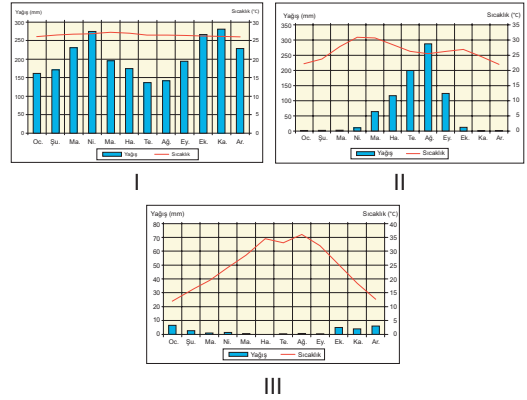 Yağış (mm) Sıcaklık (°C)
300 30
250 25
200 20
150 15
100 10
50 5
0 0
Oc. Şu. Ma. Ni. Ma. Ha. Te. Ağ. Ey. Ek. Ka. Ar.
Yağış Sıcaklık
I
Yağış (mm) Sıcaklık (°C)
350 35
300 30
250 25
200 20
150 15
100 10
50 5
0 0
Oc. Şu. Ma. Ni. Ma. Ha. Te. Ağ. Ey. Ek. Ka. Ar.
Yağış Sıcaklık
II
Yağış (mm) Sıcaklık (°C)
80 40
70 35
60 30
50 25
40 20
30 15
20 10
10 5
0 0
Oc. Şu. Ma. Ni. Ma. Ha. Te. Ağ. Ey. Ek. Ka. Ar.
Yağış Sıcaklık
III